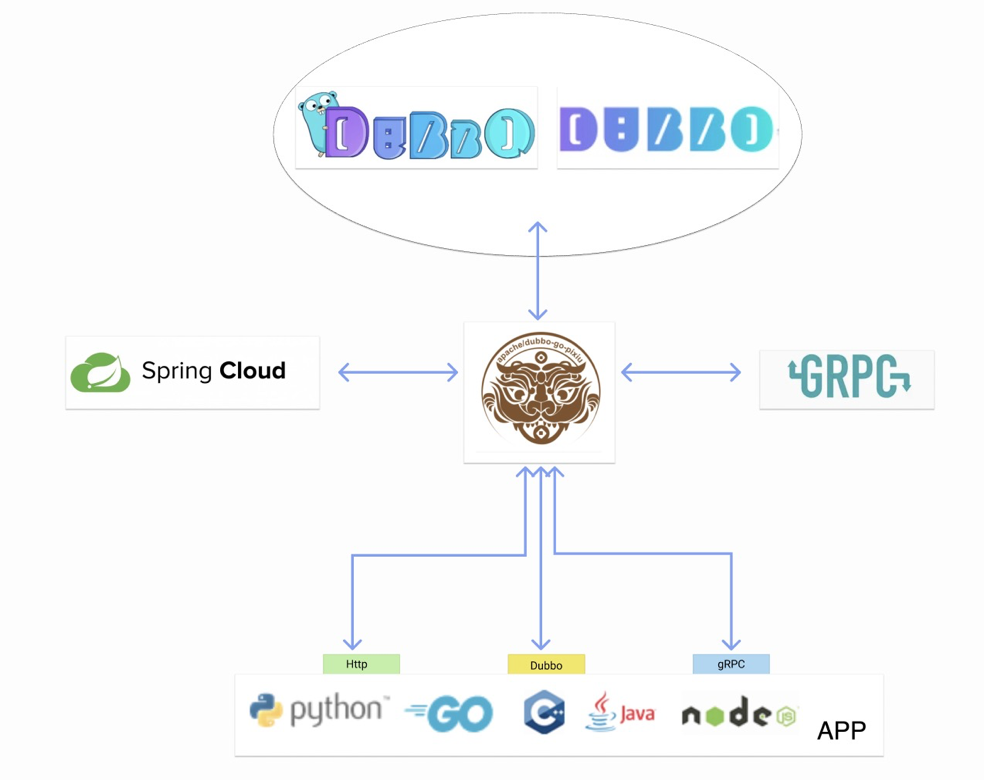 DUBBO
DUBBO
apache/dubbo-go-pixiu
Spring Cloud
GRPC
Http
Dubbo
gRPC
python™
GO
C++
Java
node
JS
APP